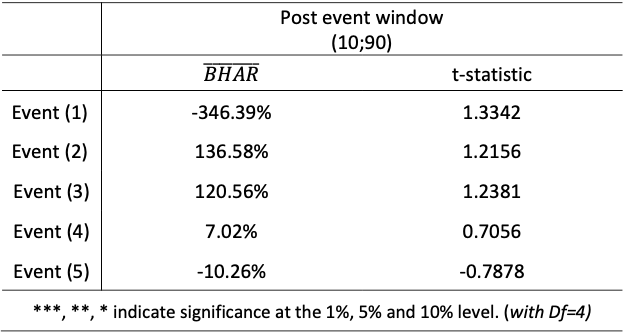 Post event window
(10;90)
BHAR t-statistic
Event (1) -346.39% 1.3342
Event (2) 136.58% 1.2156
Event (3) 120.56% 1.2381
Event (4) 7.02% 0.7056
Event (5) -10.26% -0.7878
***, **, * indicate significance at the 1%, 5% and 10% level. (with Df=4)